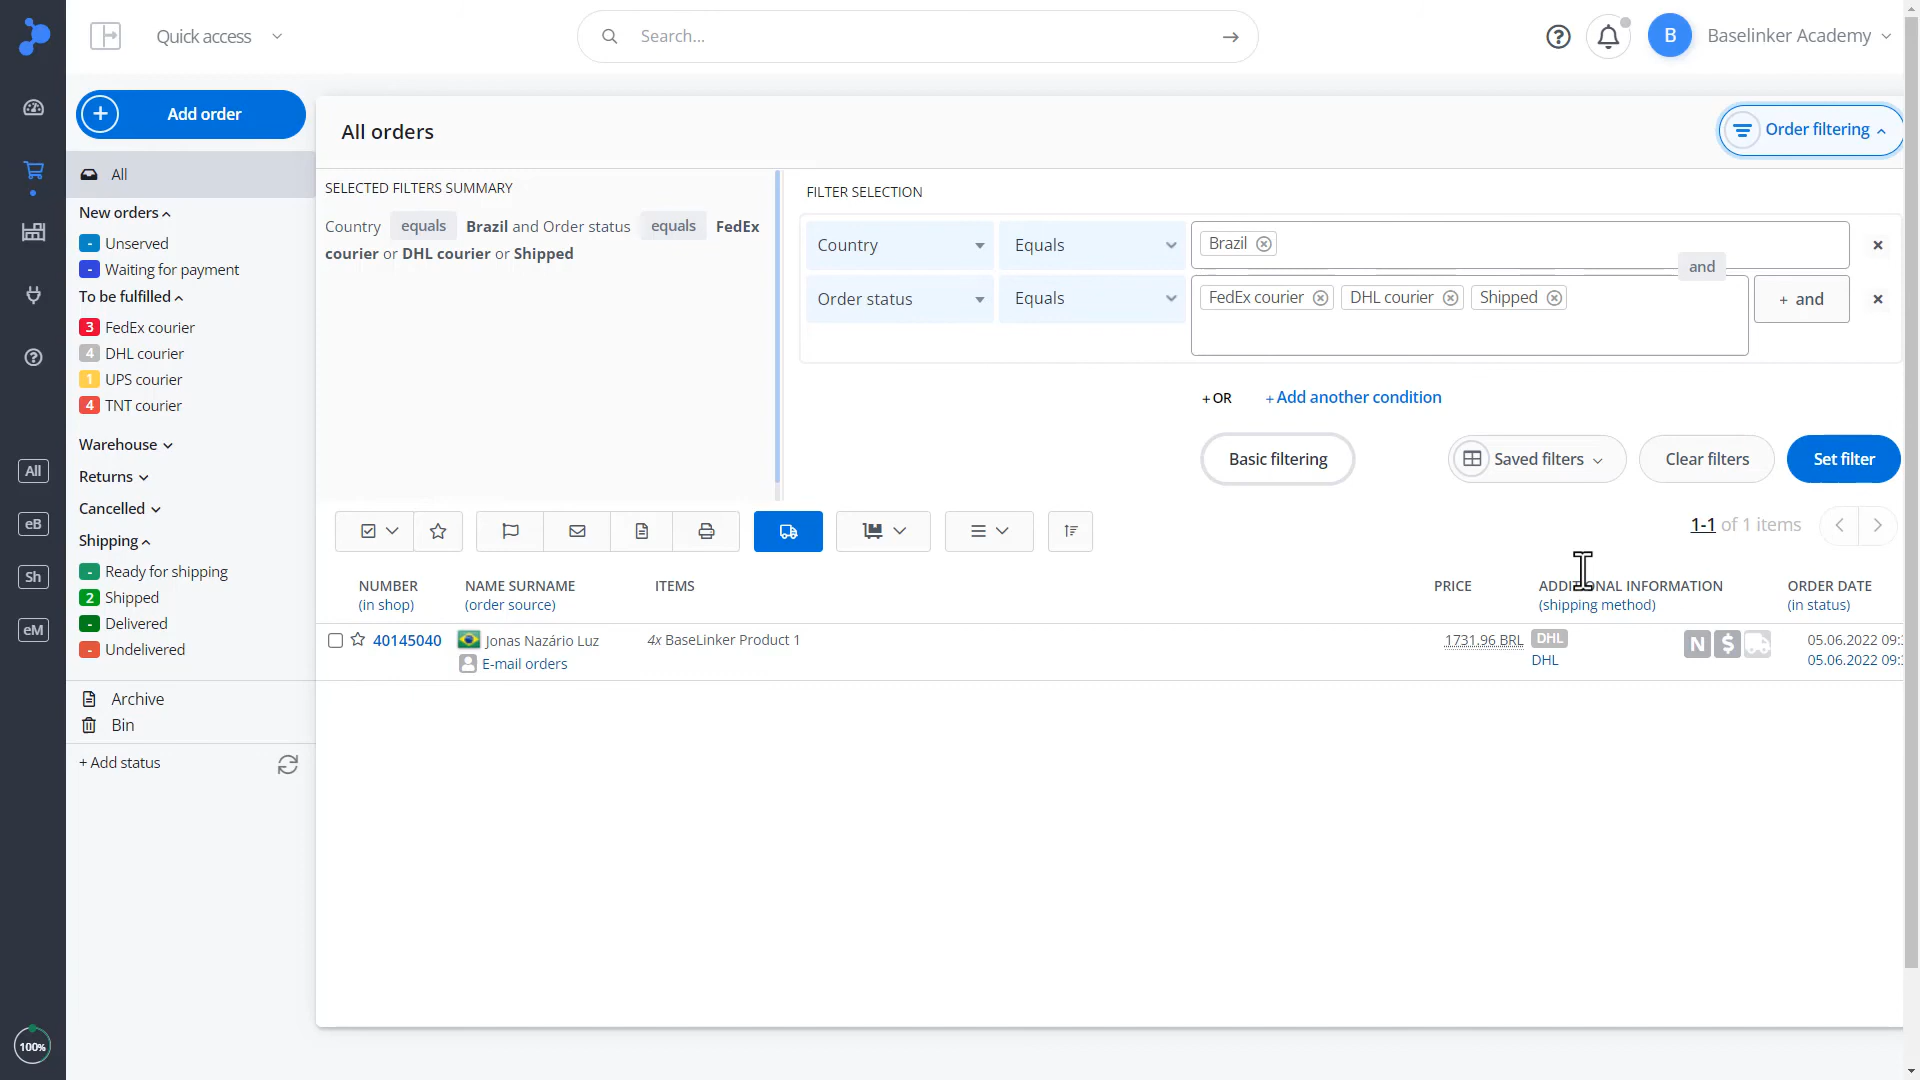 Quick access
Search...
B
Baselinker Academy
Add order
All orders
Order filtering
All
New orders
- Unserved
- Waiting for payment
To be fulfilled
3 FedEx courier
4 DHL courier
1 UPS courier
4 TNT courier
Warehouse
Returns
Cancelled
Shipping
- Ready for shipping
2 Shipped
- Delivered
- Undelivered
Archive
Bin
+ Add status
All
eB
Sh
eM
100%
SELECTED FILTERS SUMMARY
Country equals Brazil and Order status equals FedEx
courier or DHL courier or Shipped
FILTER SELECTION
Country Equals Brazil
and
Order status Equals FedEx courier DHL courier Shipped + and
+ OR + Add another condition
Basic filtering Saved filters Clear filters Set filter
1-1 of 1 items
NUMBER NAME SURNAME ITEMS PRICE ADDITIONAL INFORMATION ORDER DATE
(in shop) (order source) (shipping method) (in status)
40145040 Jonas Nazário Luz 4x BaseLinker Product 1 1731.96 BRL DHL N $ 05.06.2022 09:
E-mail orders DHL 05.06.2022 09: